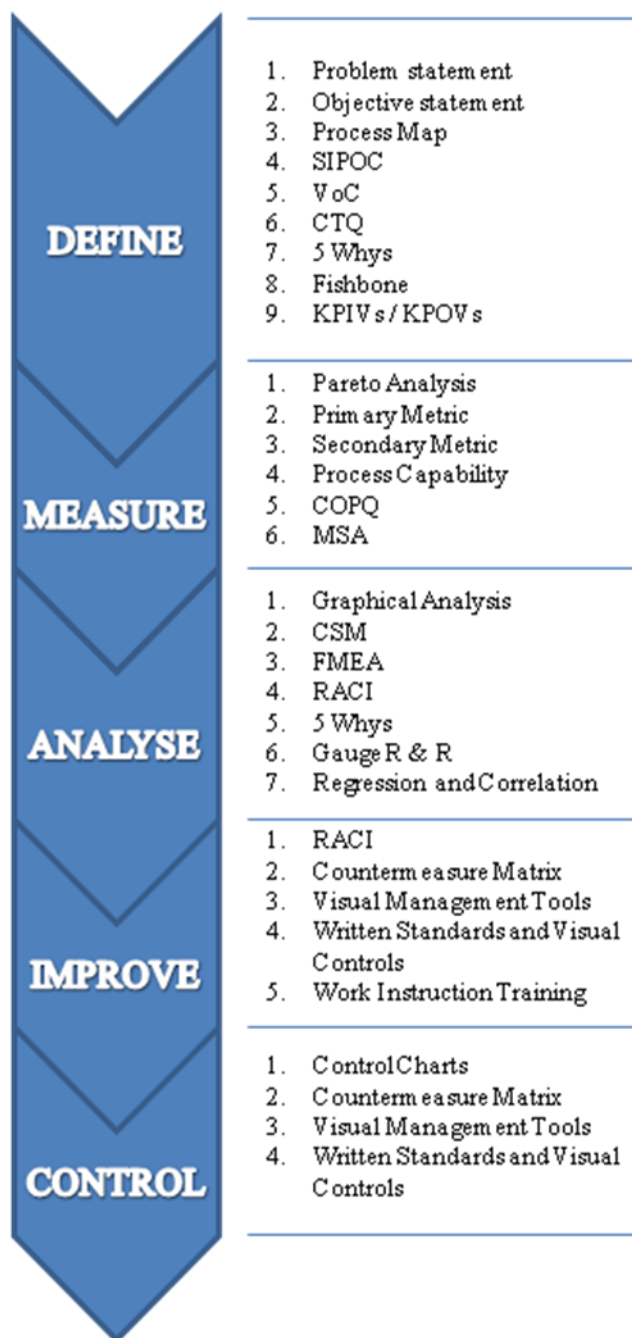 DEFINE
1. Problem statement
2. Objective statement
3. Process Map
4. SIPOC
5. VoC
6. CTQ
7. 5 Whys
8. Fishbone
9. KPIVs / KPOVs
MEASURE
1. Pareto Analysis
2. Primary Metric
3. Secondary Metric
4. Process Capability
5. COPQ
6. MSA
ANALYSE
1. Graphical Analysis
2. CSM
3. FMEA
4. RACI
5. 5 Whys
6. Gauge R & R
7. Regression and Correlation
IMPROVE
1. RACI
2. Countermeasure Matrix
3. Visual Management Tools
4. Written Standards and Visual
Controls
5. Work Instruction Training
CONTROL
1. Control Charts
2. Countermeasure Matrix
3. Visual Management Tools
4. Written Standards and Visual
Controls